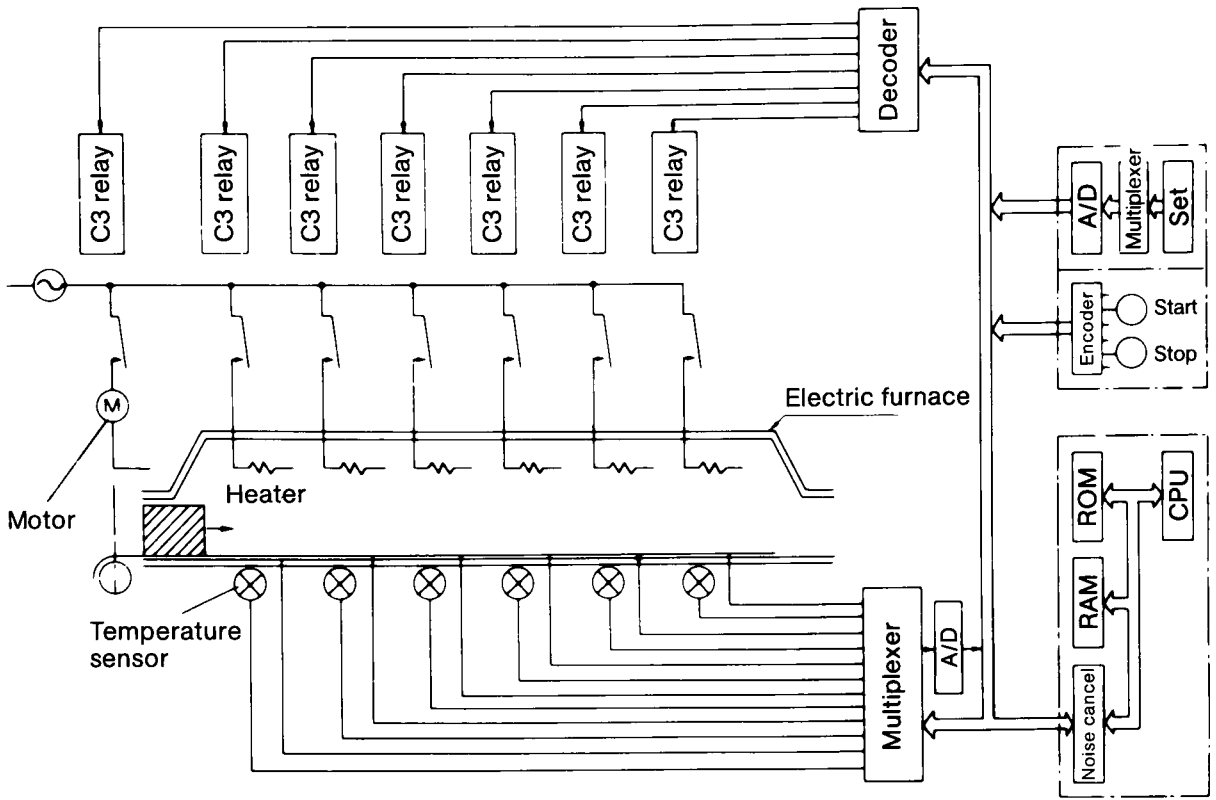 Decoder
C3 relay
C3 relay
C3 relay
C3 relay
C3 relay
C3 relay
C3 relay
A/D
Multiplexer
Set
Encoder
Start
Stop
M
Electric furnace
Motor
Heater
ROM
CPU
RAM
Temperature
sensor
Multiplexer
A/D
Noise cancel